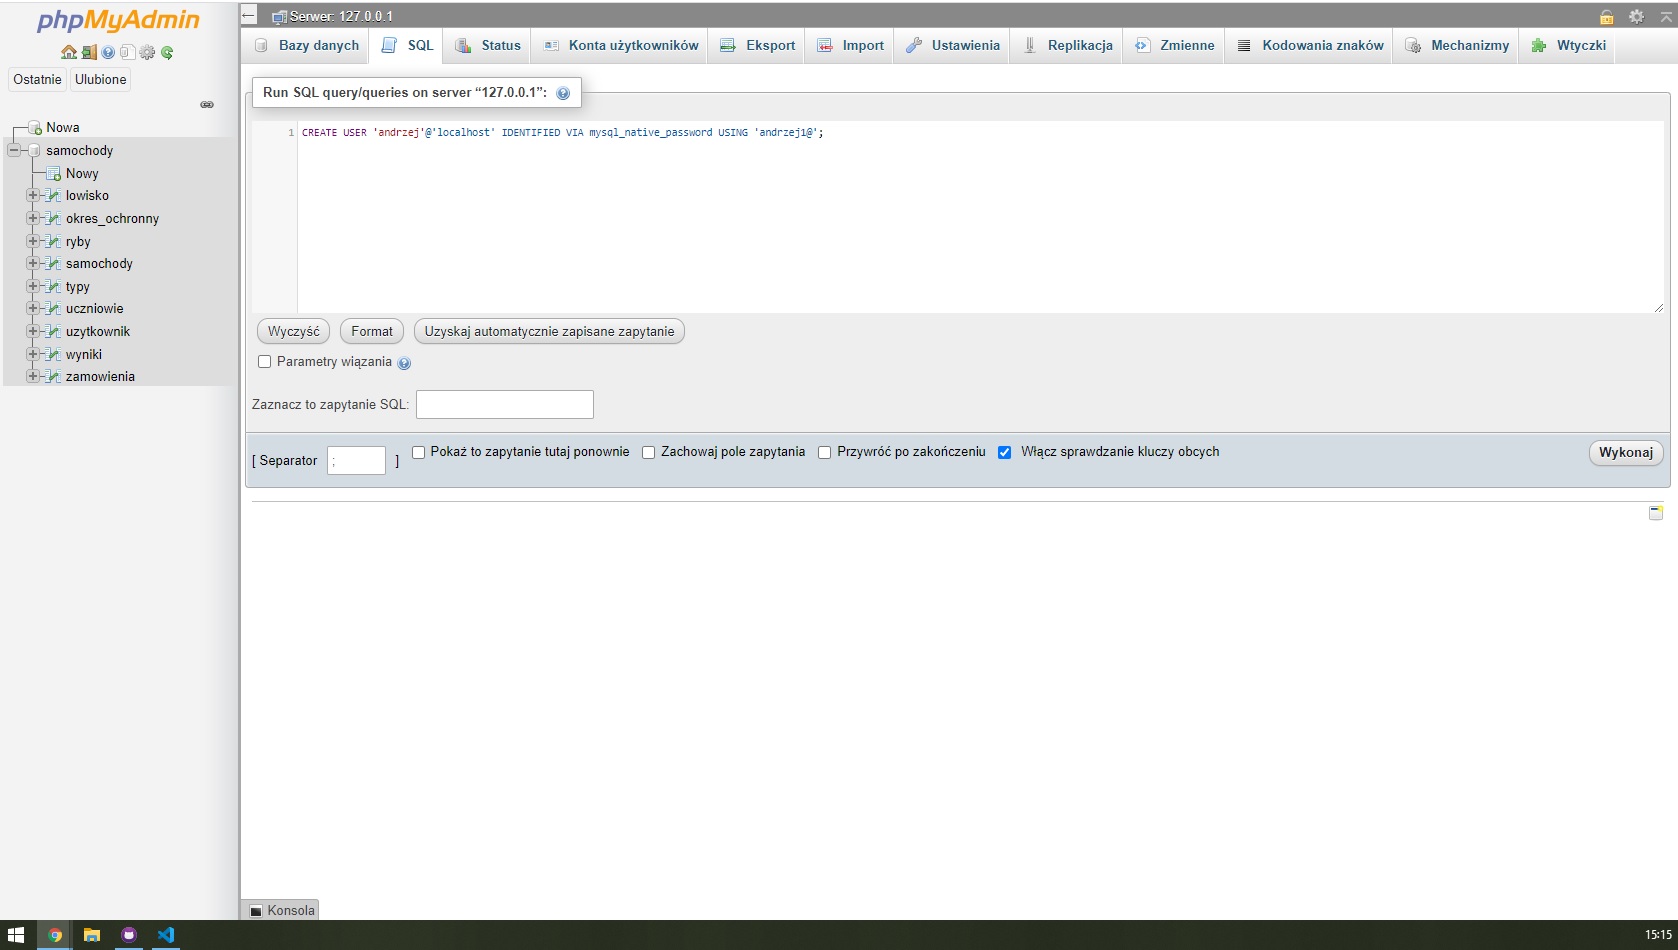 phpMyAdmin
Ostatnie Ulubione
Nowa
samochody
Nowy
lowisko
okres_ochronny
ryby
samochody
typy
uczniowie
uzytkownik
wyniki
zamowienia
Serwer: 127.0.0.1
Bazy danych SQL Status Konta użytkowników Eksport Import Ustawienia Replikacja Zmienne Kodowania znaków Mechanizmy Wtyczki
Run SQL query/queries on server “127.0.0.1”:
1 CREATE USER 'andrzej'@'localhost' IDENTIFIED VIA mysql_native_password USING 'andrzej1@';
Wyczyść Format Uzyskaj automatycznie zapisane zapytanie
Parametry wiązania
Zaznacz to zapytanie SQL:
[ Separator ; ] Pokaż to zapytanie tutaj ponownie Zachowaj pole zapytania Przywróć po zakończeniu Włącz sprawdzanie kluczy obcych Wykonaj
Konsola
15:15